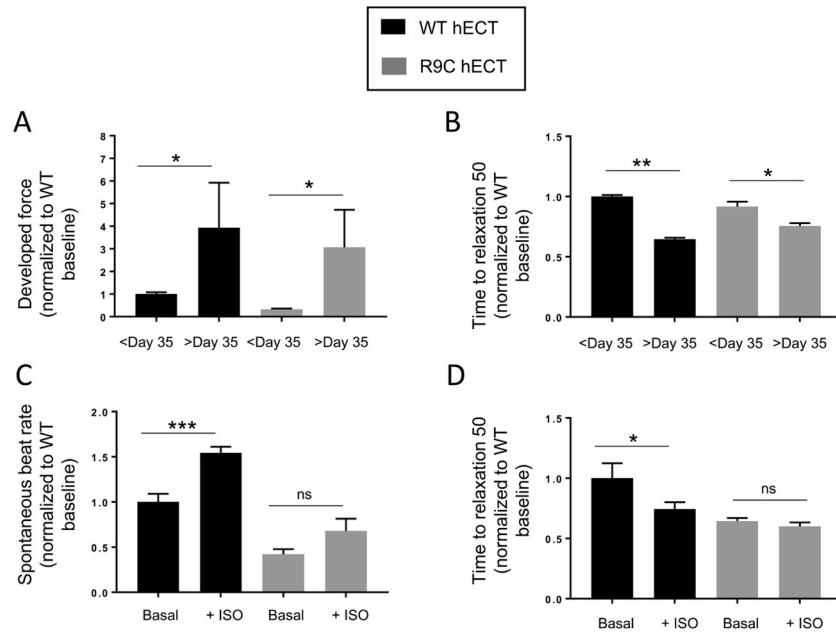 WT hECT
R9C hECT
A
Developed force
(normalized to WT
baseline)
8
7
6
5
4
3
2
1
0
*
*
<Day 35 >Day 35 <Day 35 >Day 35
B
Time to relaxation 50
(normalized to WT
baseline)
1.5
1.0
0.5
0.0
**
*
<Day 35 >Day 35 <Day 35 >Day 35
C
Spontaneous beat rate
(normalized to WT
baseline)
2.0
1.5
1.0
0.5
0.0
***
ns
Basal + ISO Basal + ISO
D
Time to relaxation 50
(normalized to WT
baseline)
1.5
1.0
0.5
0.0
*
ns
Basal + ISO Basal + ISO